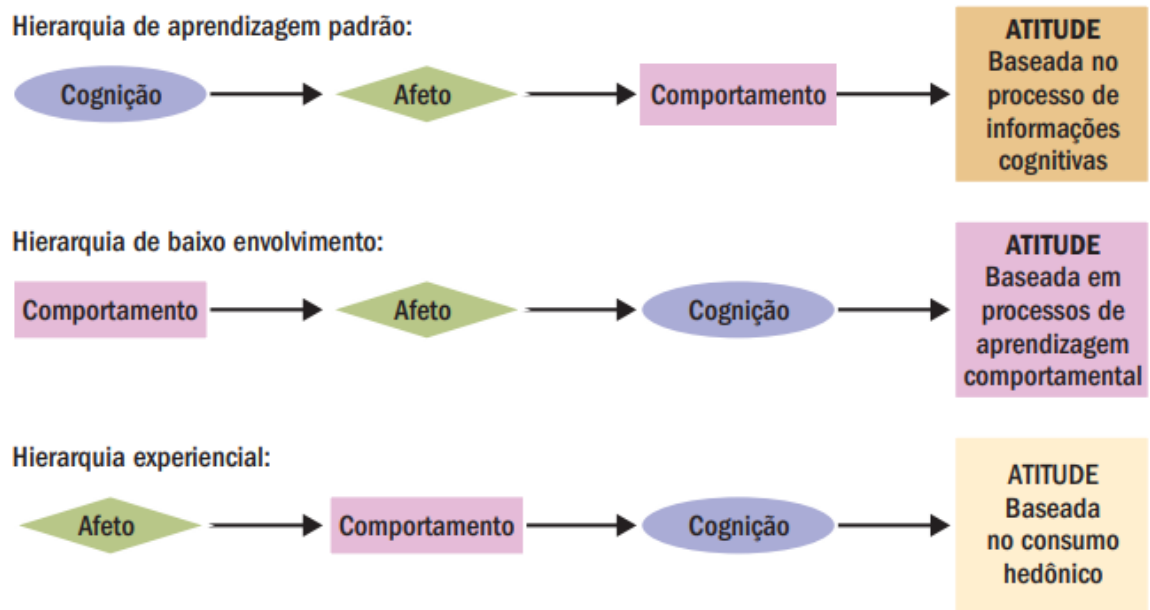 Hierarquia de aprendizagem padrão:
Cognição
Afeto
Comportamento
ATITUDE
Baseada no
processo de
informações
cognitivas
Hierarquia de baixo envolvimento:
Comportamento
Afeto
Cognição
ATITUDE
Baseada em
processos de
aprendizagem
comportamental
Hierarquia experiencial:
Afeto
Comportamento
Cognição
ATITUDE
Baseada
no consumo
hedônico